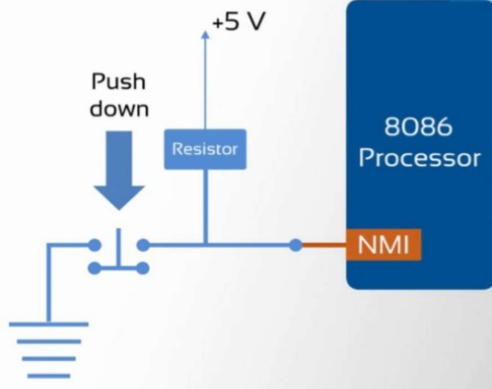 +5 V
Push
down
Resistor
8086
Processor
NMI